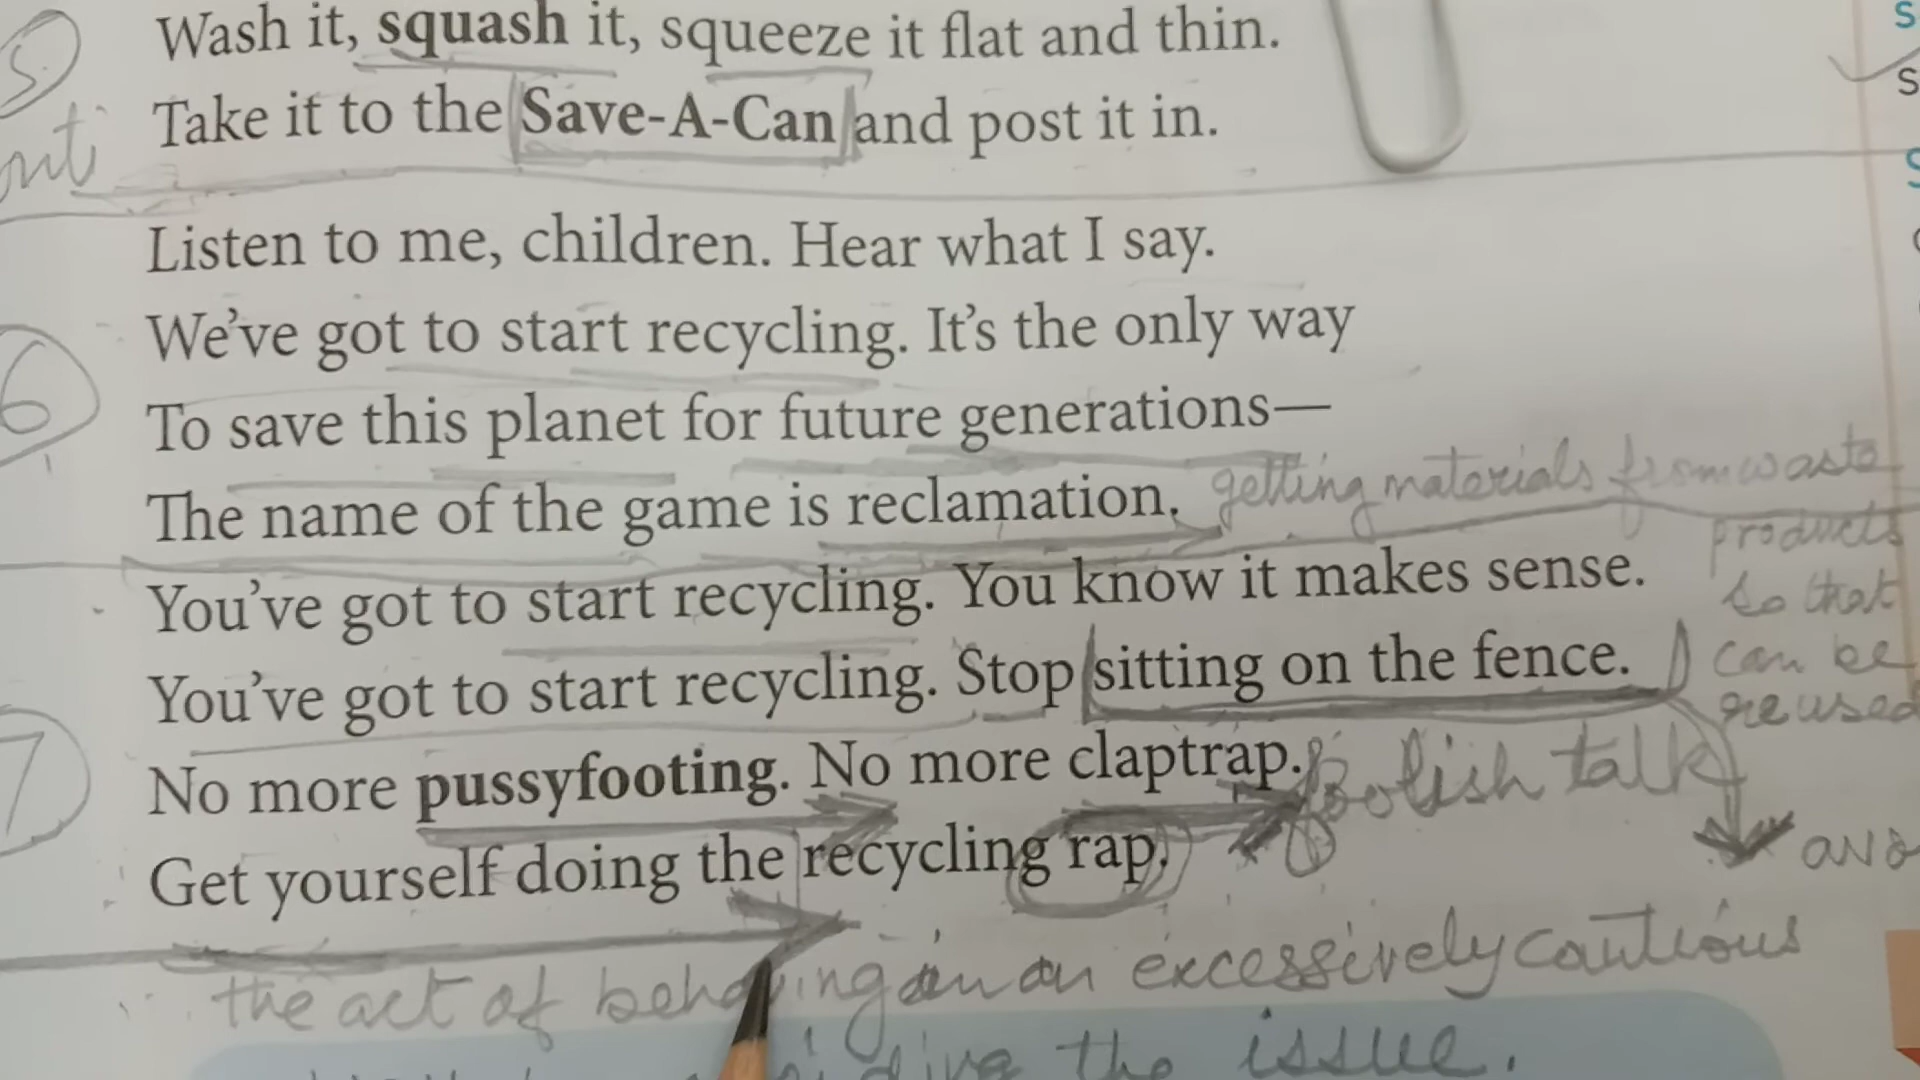 5
Wash it, squash it, squeeze it flat and thin.
Take it to the Save-A-Can and post it in.
Listen to me, children. Hear what I say.
We've got to start recycling. It's the only way
6
To save this planet for future generations—
The name of the game is reclamation. getting materials from waste
products
You've got to start recycling. You know it makes sense.
so that
You've got to start recycling. Stop sitting on the fence.
can be
reused
7
No more pussyfooting. No more claptrap. foolish talk
Get yourself doing the recycling rap.
the act of behaving in an excessively cautious
the issue.